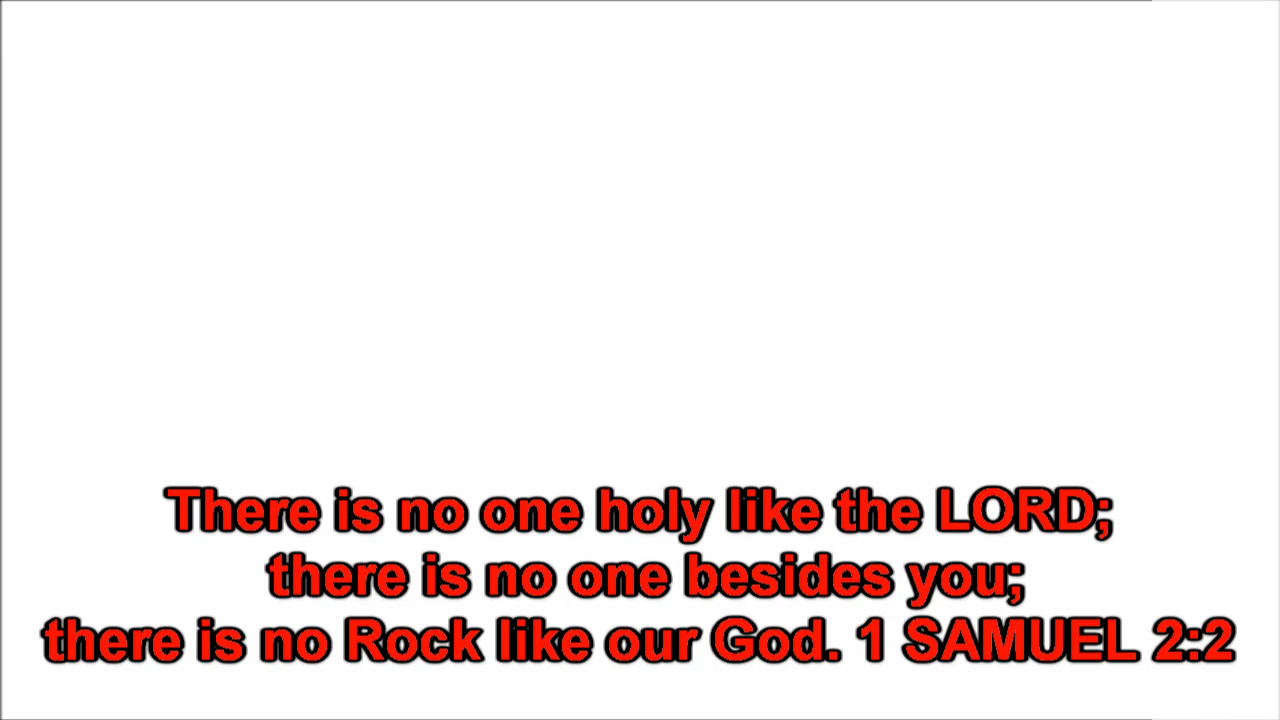 There is no one holy like the LORD;
there is no one besides you;
there is no Rock like our God. 1 SAMUEL 2:2